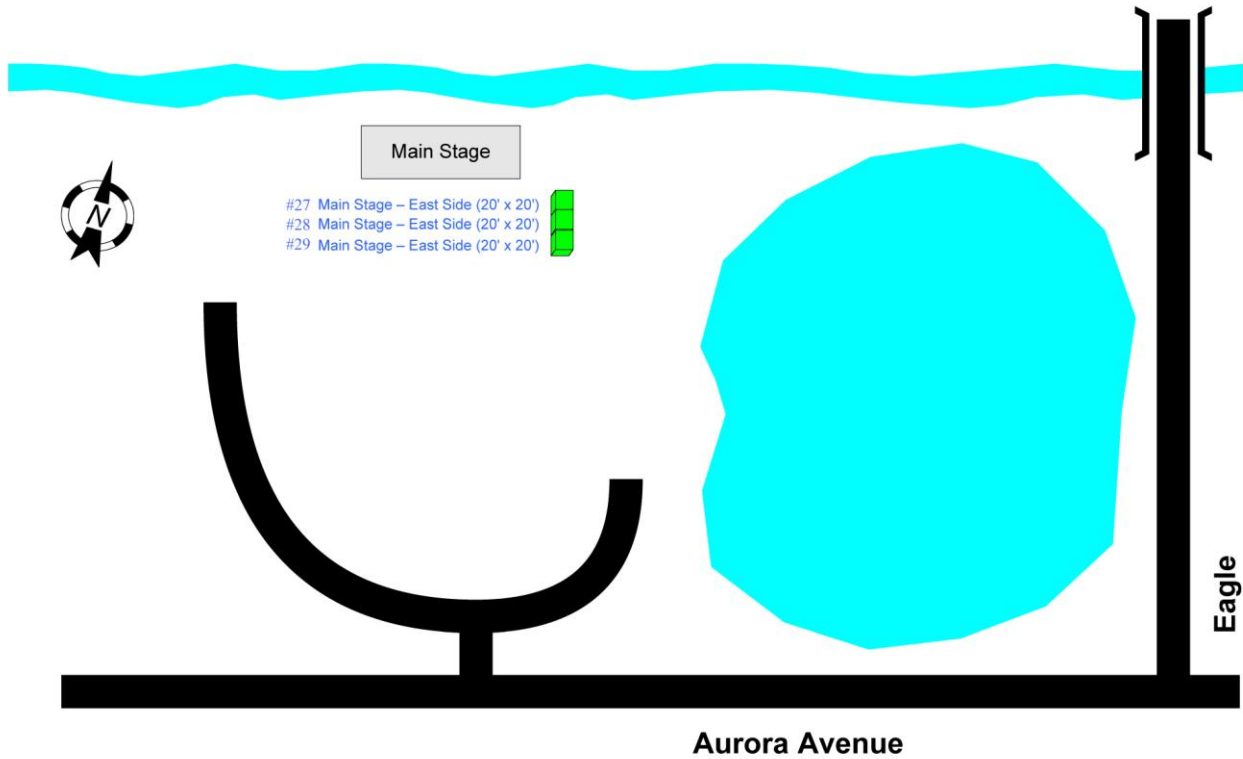 Main Stage
N
#27 Main Stage – East Side (20' x 20')
#28 Main Stage – East Side (20' x 20')
#29 Main Stage – East Side (20' x 20')
Eagle
Aurora Avenue